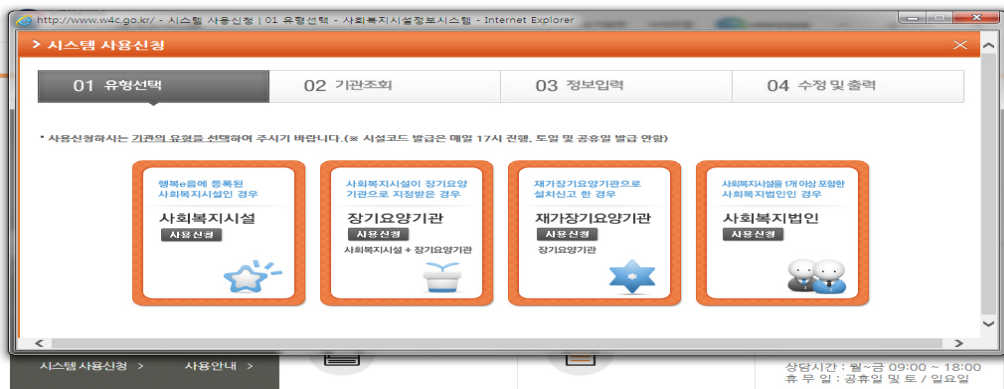 http://www.w4c.go.kr/ - 시스템 사용신청 | 01 유형선택 - 사회복지시설정보시스템 - Internet Explorer
> 시스템 사용신청
01 유형선택
02 기관조회
03 정보입력
04 수정 및 출력
* 사용신청하시는 기관의 유형을 선택하여 주시기 바랍니다.(※ 시설코드 발급은 매일 17시 진행, 토일 및 공휴일 발급 안함)
행복e음에 등록된
사회복지시설인 경우
사회복지시설
사용신청
사회복지시설이 장기요양
기관으로 지정받은 경우
장기요양기관
사용신청
사회복지시설 + 장기요양기관
재가장기요양기관으로
설치신고 한 경우
재가장기요양기관
사용신청
장기요양기관
사회복지시설을 1개 이상 포함한
사회복지법인인 경우
사회복지법인
사용신청
시스템사용신청 >
사용안내 >
상담시간 : 월~금 09:00 ~ 18:00
휴 무 일 : 공휴일 및 토 / 일요일